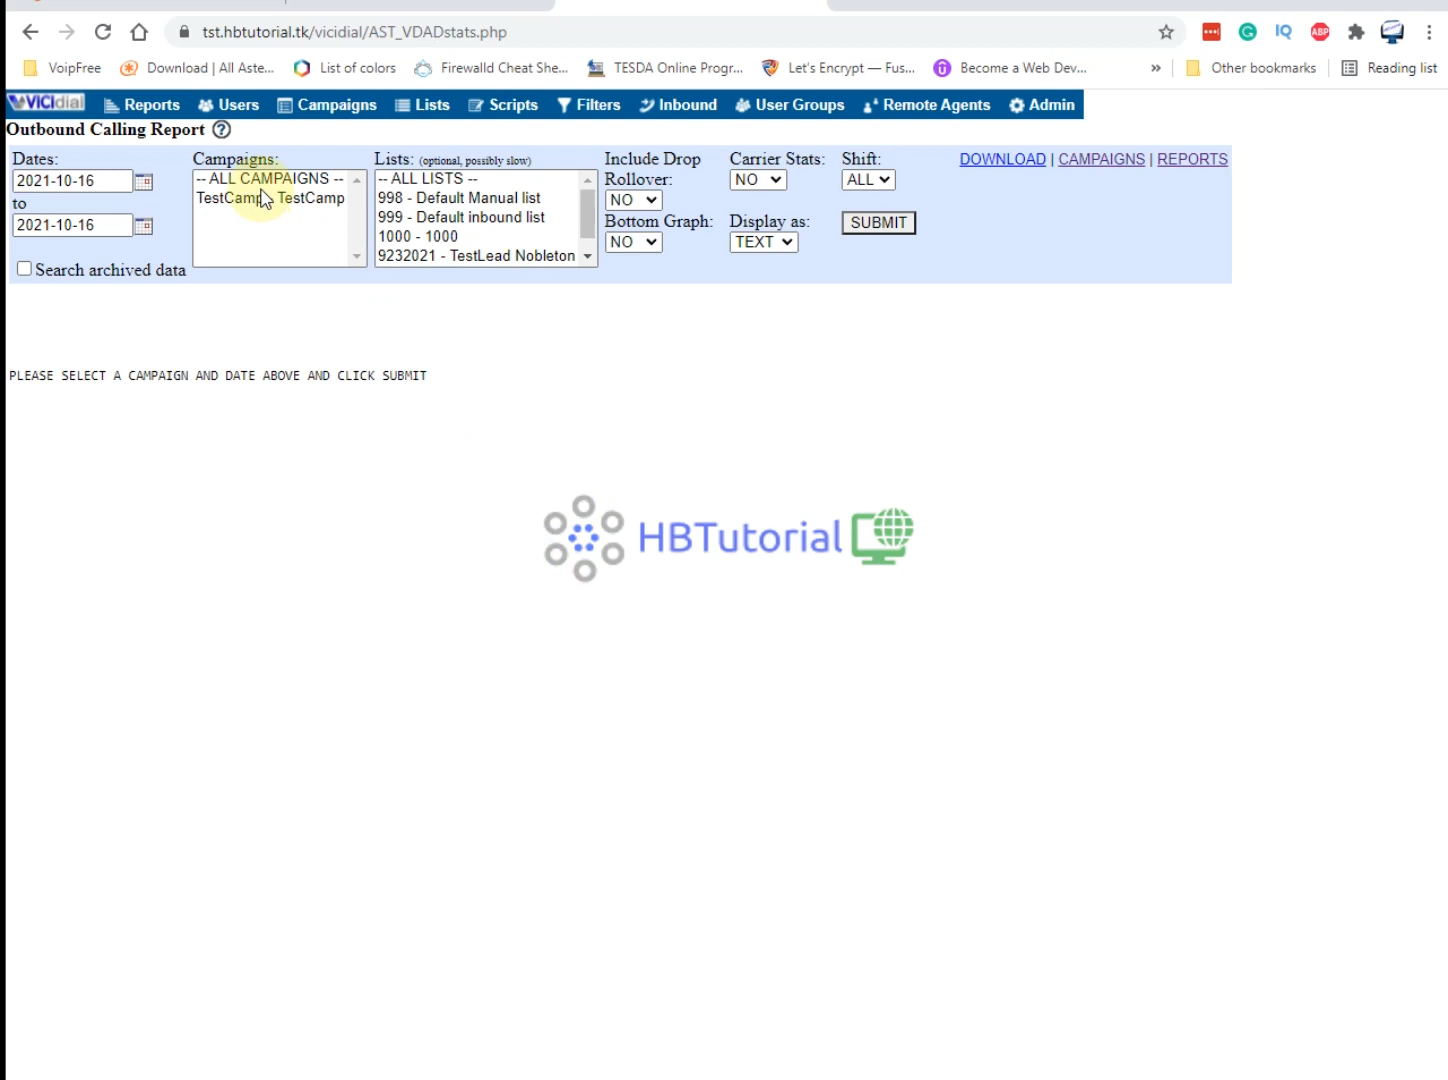 tst.hbtutorial.tk/vicidial/AST_VDADstats.php
IQ
ABP
VoipFree
Download | All Aste...
List of colors
Firewalld Cheat She...
TESDA Online Progr...
Let's Encrypt — Fus...
Become a Web Dev...
»
Other bookmarks
Reading list
VICIdial
Reports
Users
Campaigns
Lists
Scripts
Filters
Inbound
User Groups
Remote Agents
Admin
Outbound Calling Report ?
Dates:
2021-10-16
to
2021-10-16
Search archived data
Campaigns:
-- ALL CAMPAIGNS --
TestCamp - TestCamp
Lists: (optional, possibly slow)
-- ALL LISTS --
998 - Default Manual list
999 - Default inbound list
1000 - 1000
9232021 - TestLead Nobleton
Include Drop
Rollover:
NO
Bottom Graph:
NO
Carrier Stats:
NO
Display as:
TEXT
Shift:
ALL
SUBMIT
DOWNLOAD | CAMPAIGNS | REPORTS
PLEASE SELECT A CAMPAIGN AND DATE ABOVE AND CLICK SUBMIT
HBTutorial